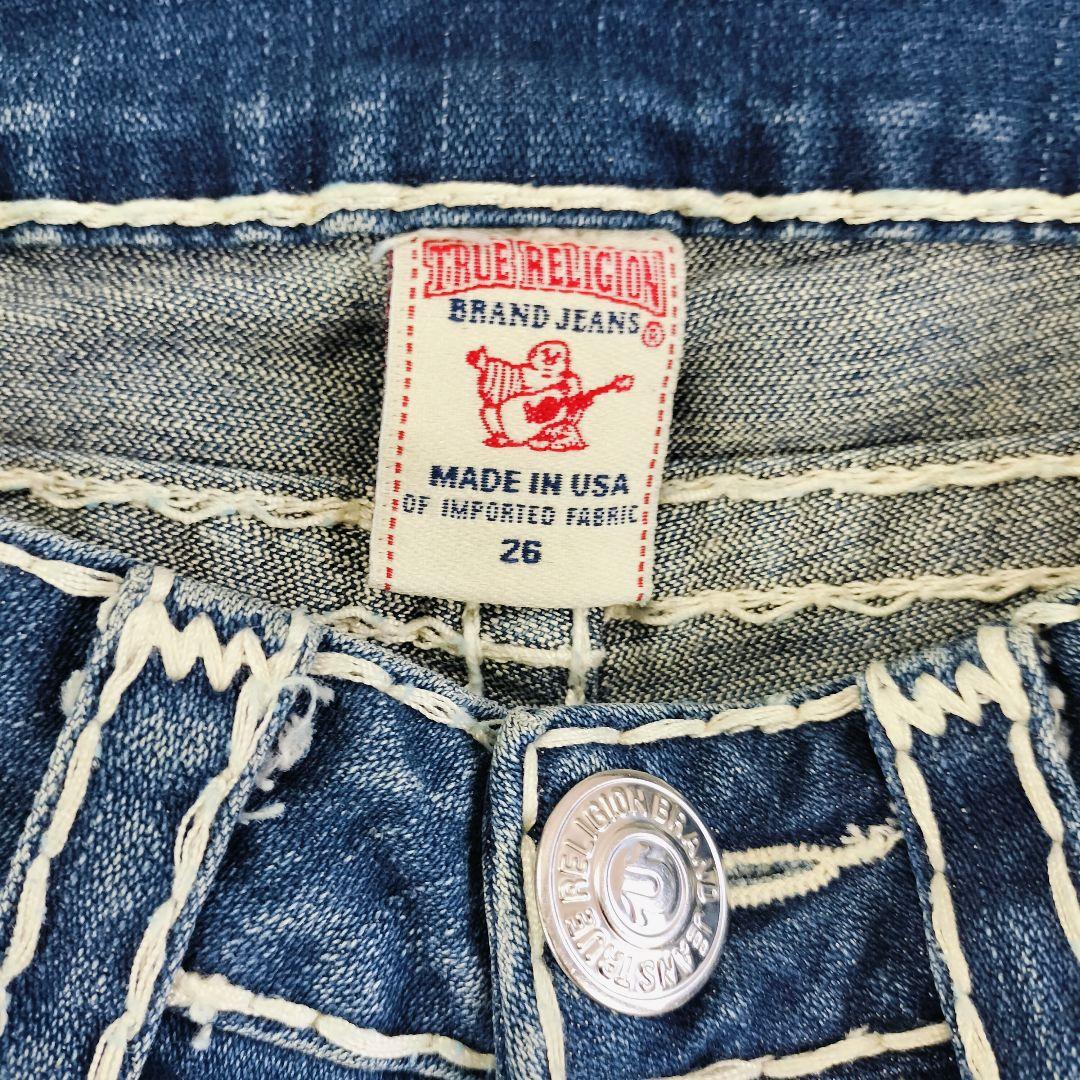 TRUE RELIGION
BRAND JEANS
®
MADE IN USA
OF IMPORTED FABRIC
26
TRUE RELIGION BRAND JEANS